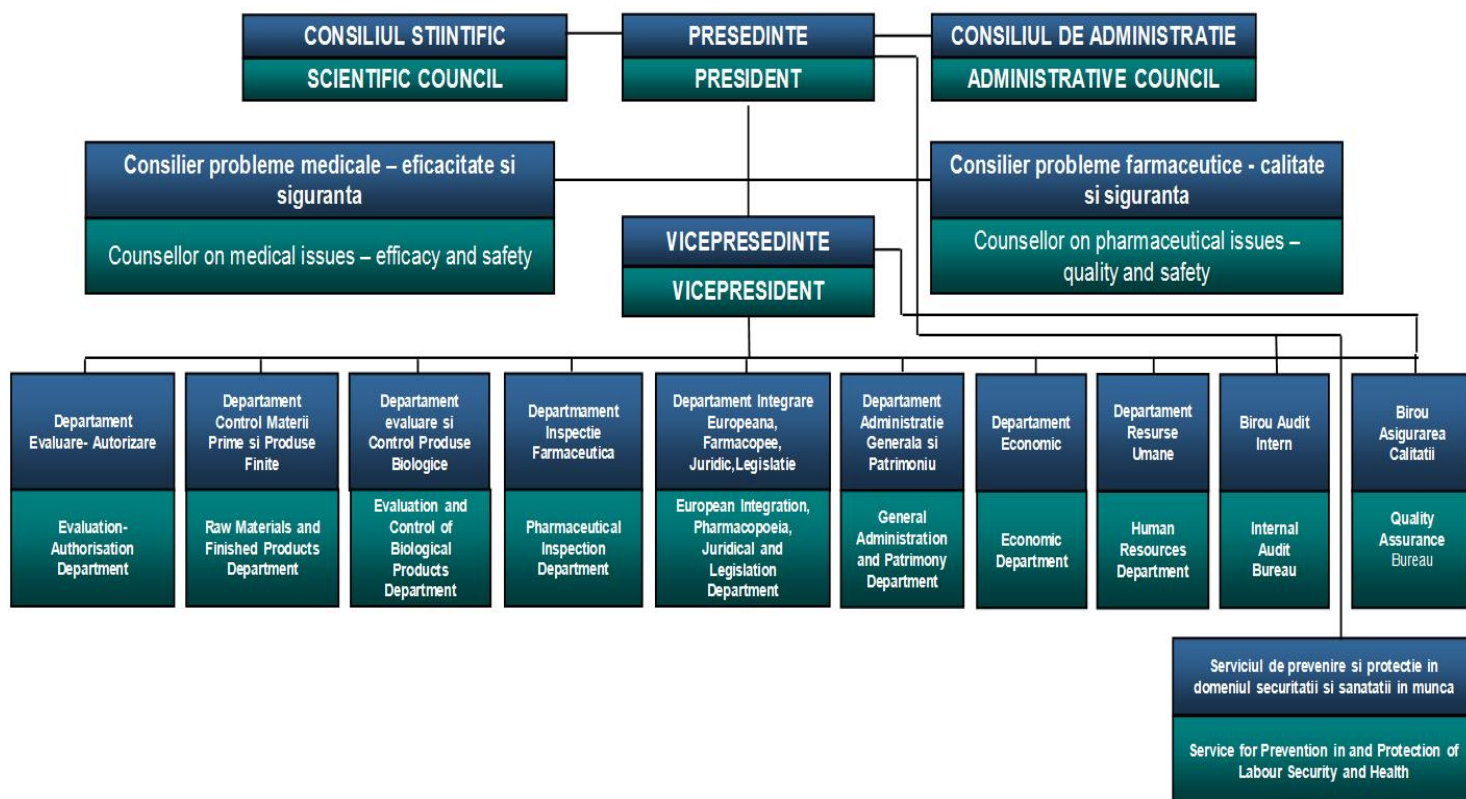 CONSILIUL STIINTIFIC
SCIENTIFIC COUNCIL
PRESEDINTE
PRESIDENT
CONSILIUL DE ADMINISTRATIE
ADMINISTRATIVE COUNCIL
Consilier probleme medicale – eficacitate si
siguranta
Counsellor on medical issues – efficacy and safety
Consilier probleme farmaceutice - calitate
si siguranta
Counsellor on pharmaceutical issues –
quality and safety
VICEPRESEDINTE
VICEPRESIDENT
Departament
Evaluare- Autorizare
Evaluation-
Authorisation
Department
Departament
Control Materii
Prime si Produse
Finite
Raw Materials and
Finished Products
Department
Departament
evaluare si
Control Produse
Biologice
Evaluation and
Control of
Biological
Products
Department
Departmament
Inspectie
Farmaceutica
Pharmaceutical
Inspection
Department
Departament Integrare
Europeana,
Farmacopee,
Juridic,Legislatie
European Integration,
Pharmacopoeia,
Juridical and
Legislation
Department
Departament
Administratie
Generala si
Patrimoniu
General
Administration
and Patrimony
Department
Departament
Economic
Economic
Department
Departament
Resurse
Umane
Human
Resources
Department
Birou Audit
Intern
Internal
Audit
Bureau
Birou
Asigurarea
Calitatii
Quality
Assurance
Bureau
Serviciul de prevenire si protectie in
domeniul securitatii si sanatatii in munca
Service for Prevention in and Protection of
Labour Security and Health